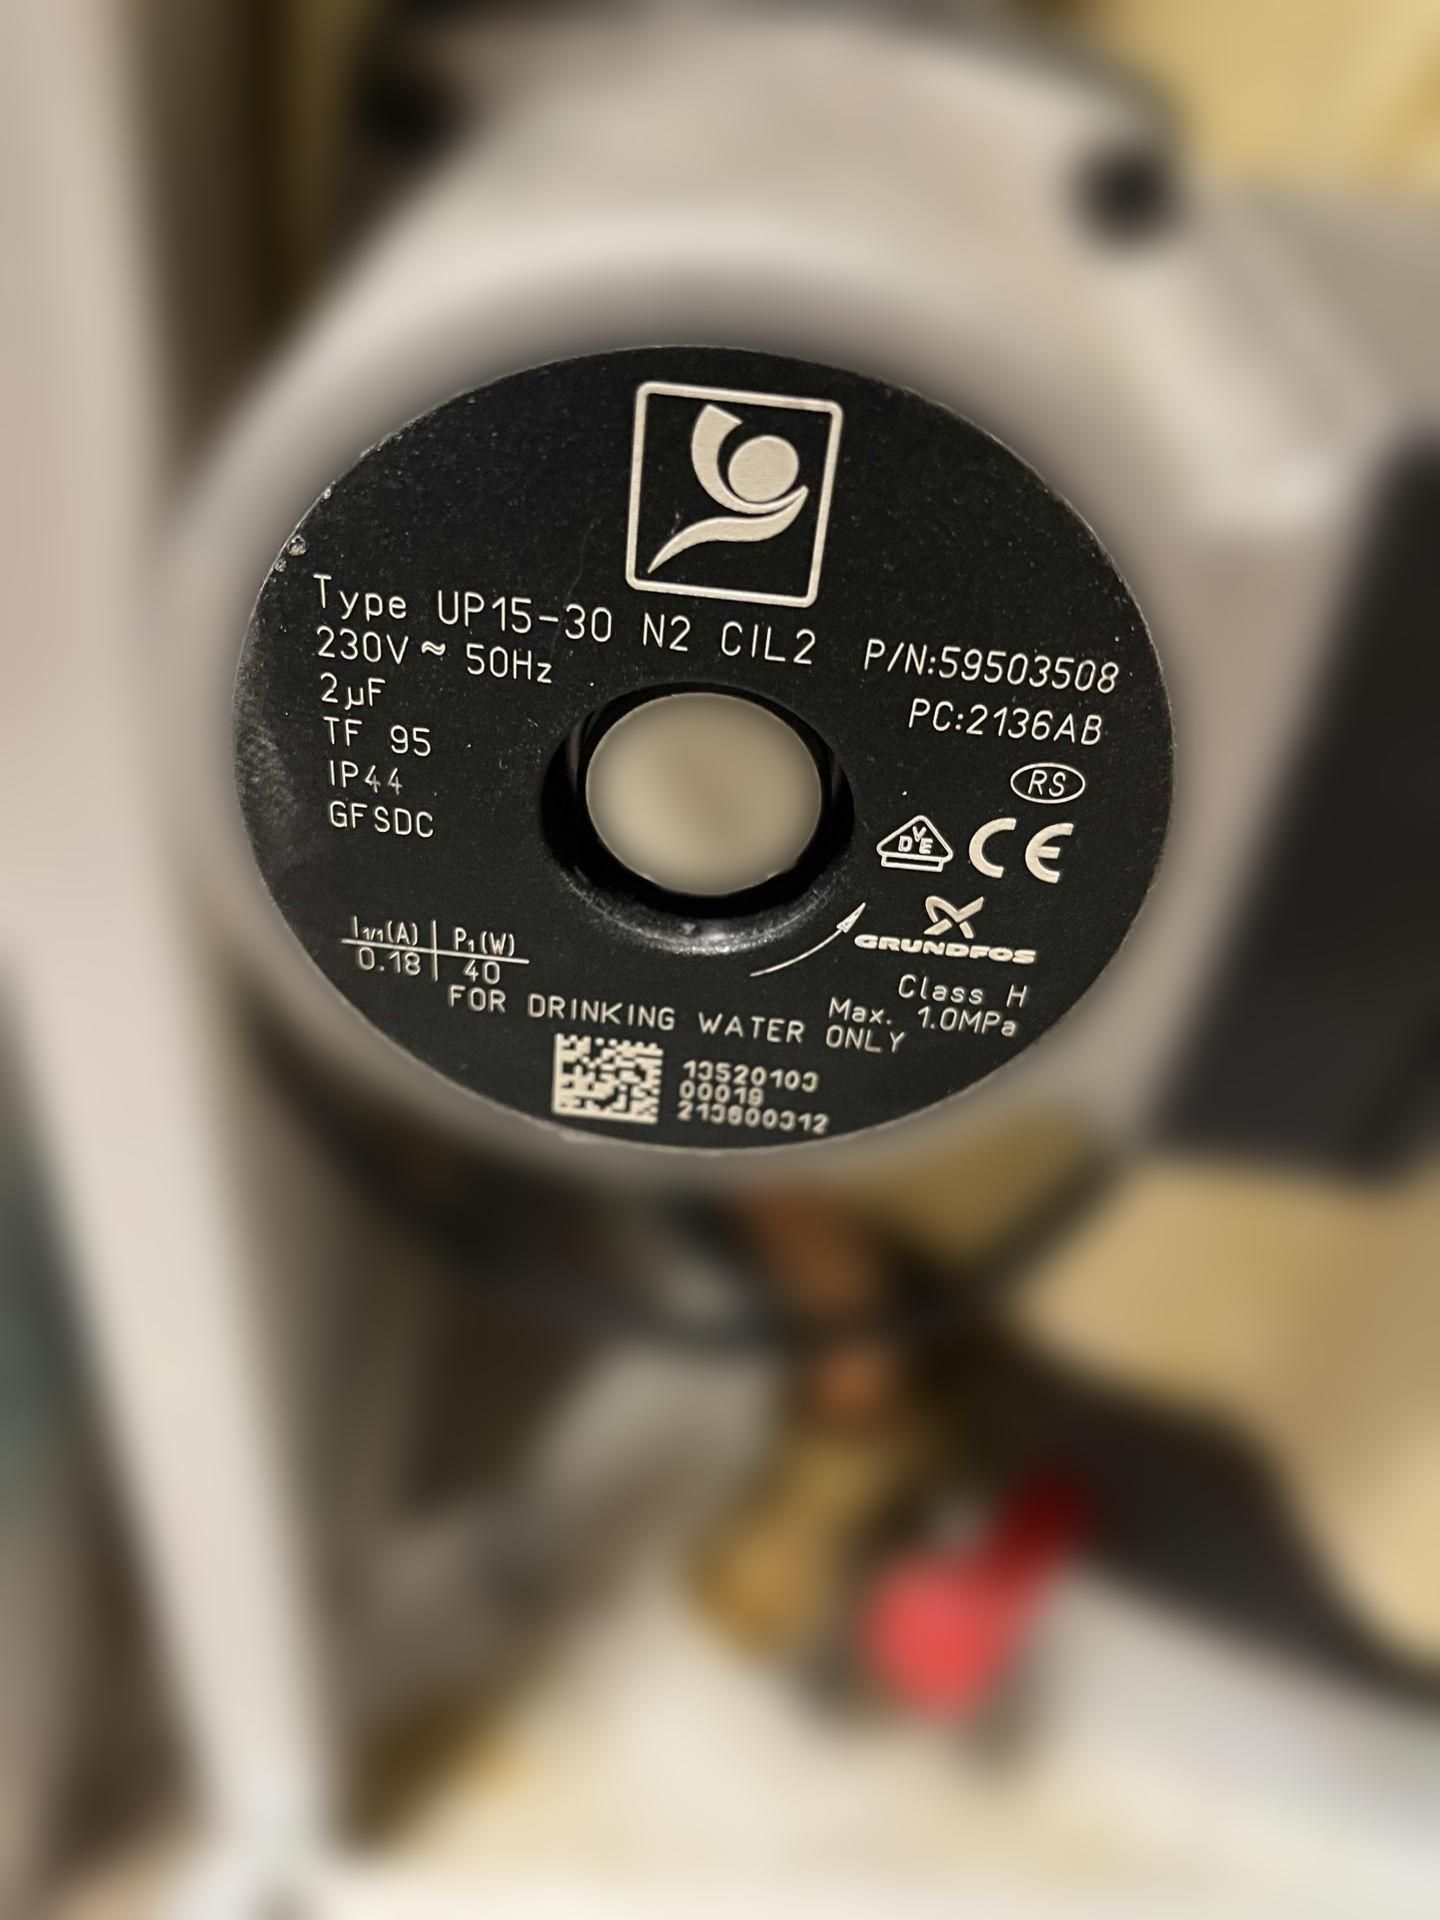 Type UP15-30 N2 CIL2 P/N:59503508
230V ≈ 50Hz
PC:2136AB
2µF
TF 95
IP44
GFSDC
RS
DVE
CE
GRUNDFOS
I1/1(A) P1(W)
0.18 40
Class H
Max. 1.0MPa
FOR DRINKING WATER ONLY
13520103
00019
213600312